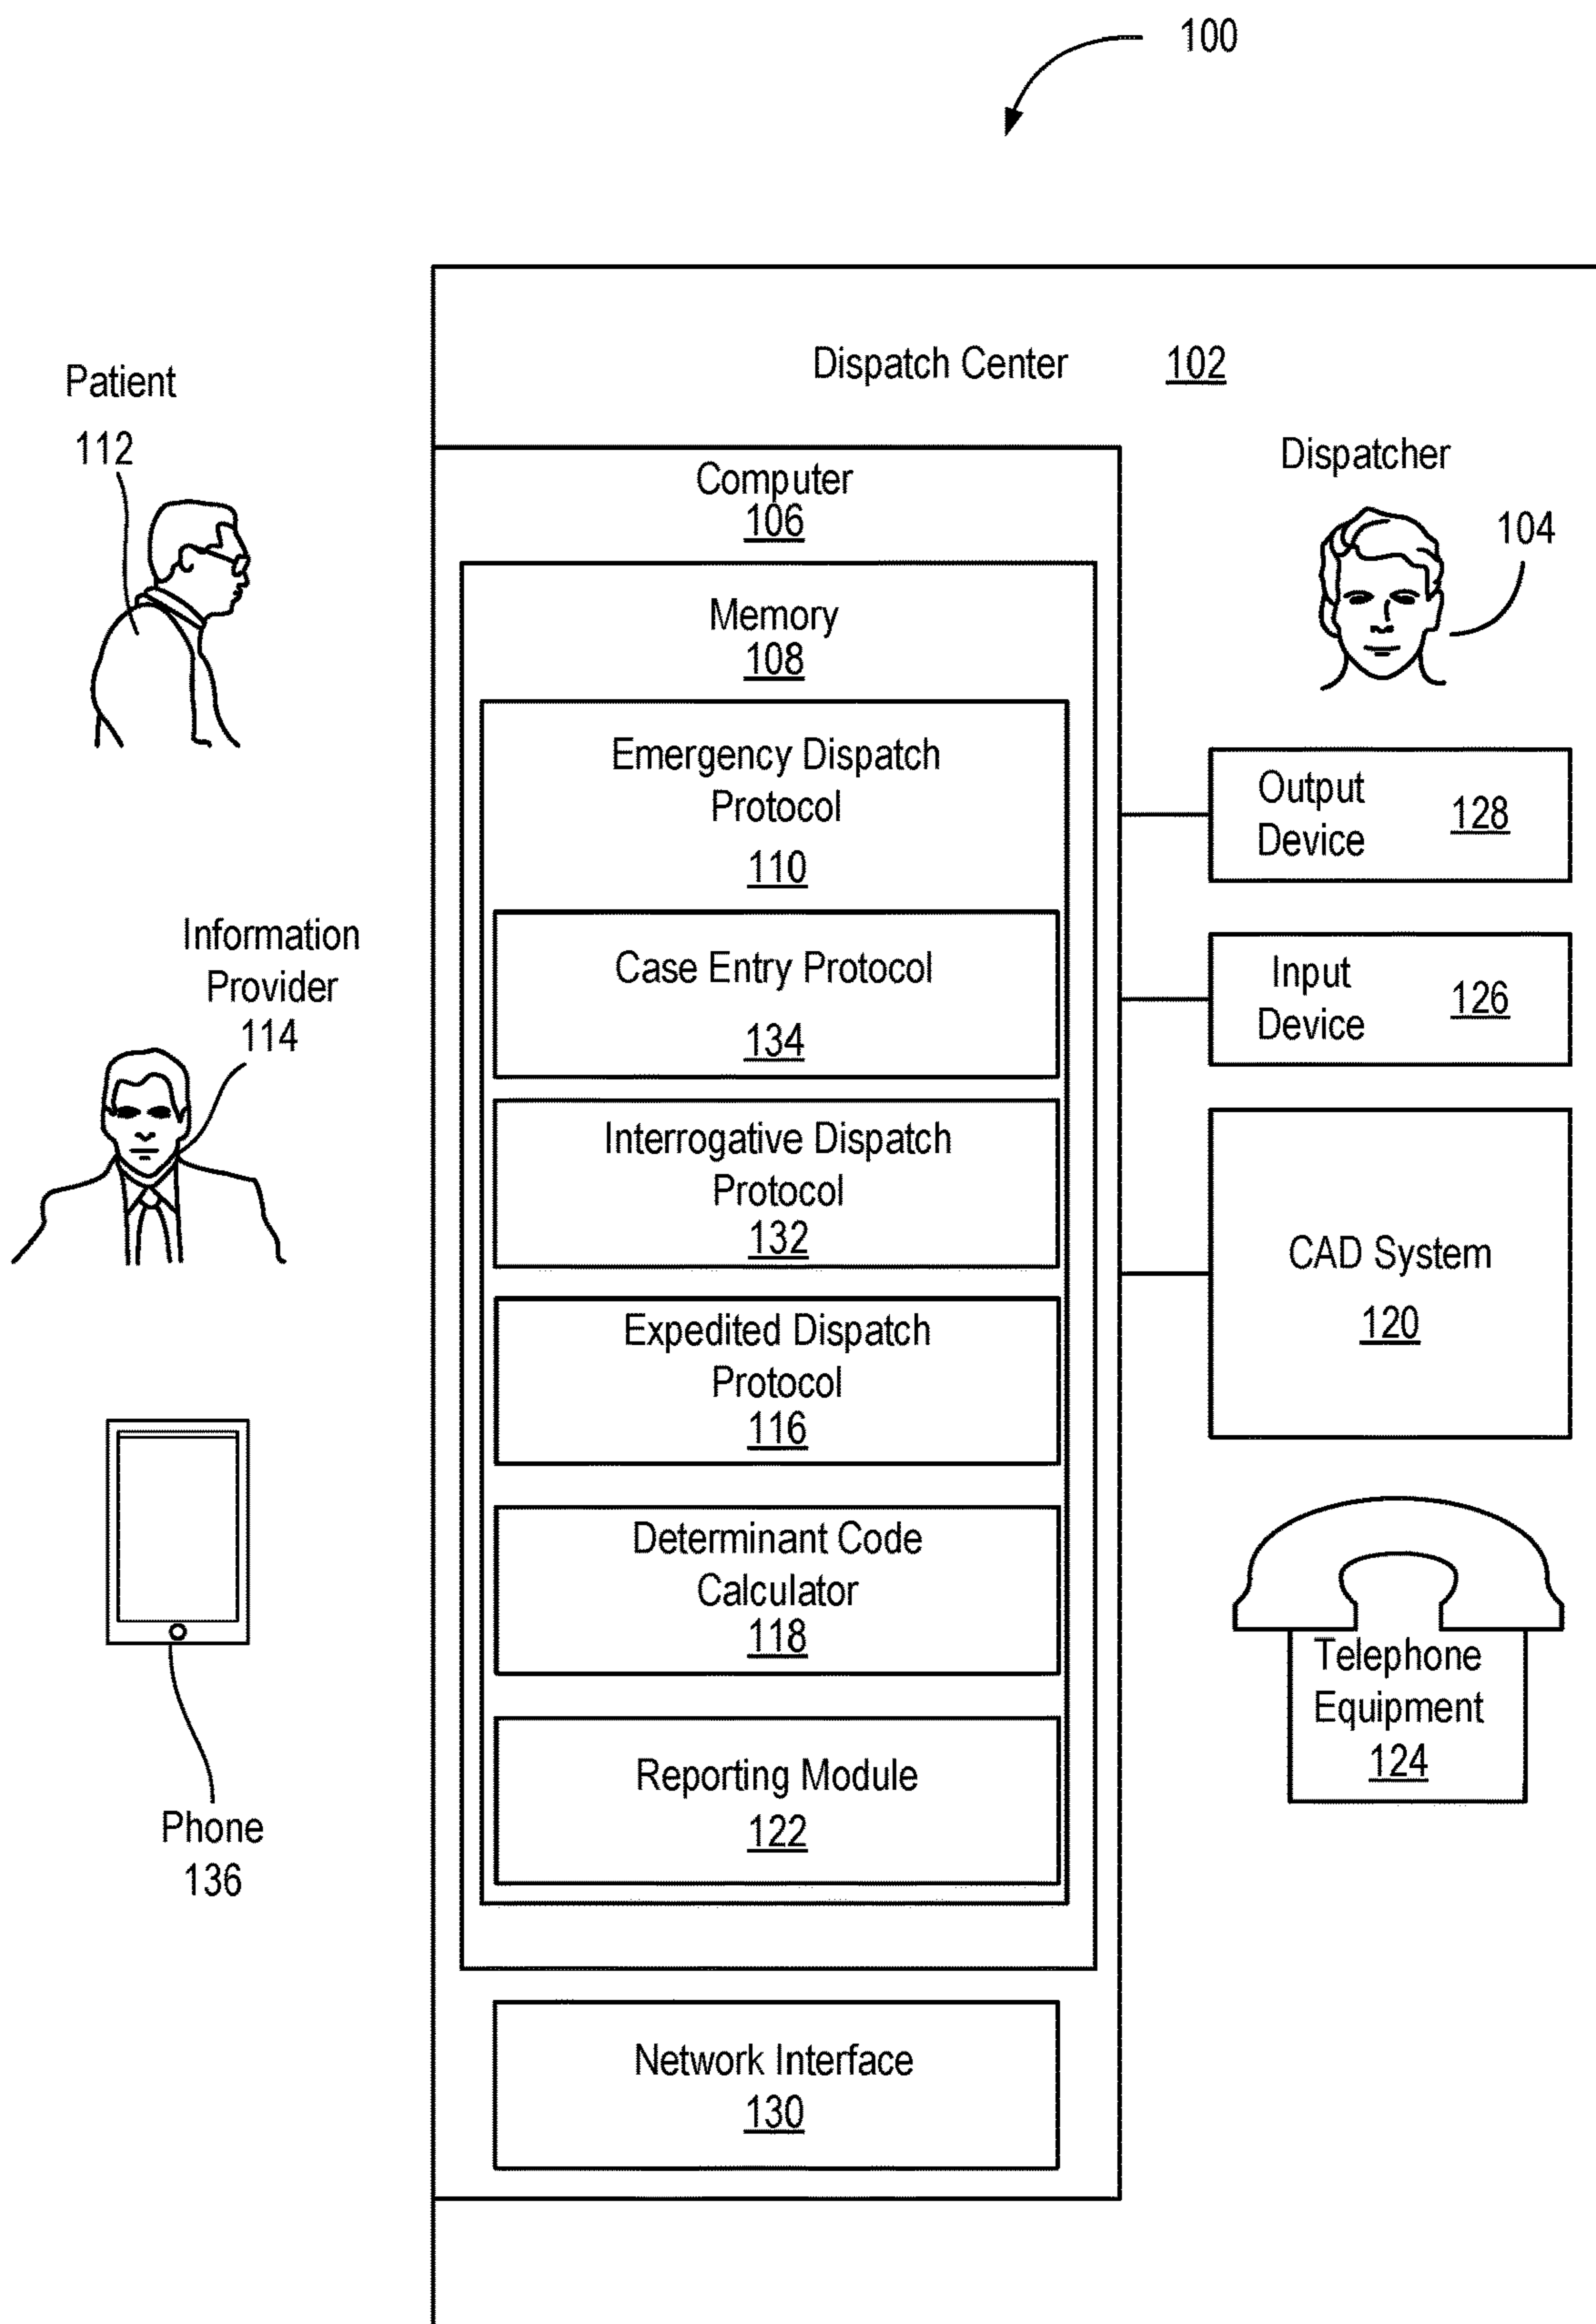 100
Dispatch Center 102
Patient
112
Computer
106
Dispatcher
104
Memory
108
Emergency Dispatch
Protocol
110
Output
Device
128
Information
Provider
114
Case Entry Protocol
134
Input
Device
126
Interrogative Dispatch
Protocol
132
CAD System
120
Expedited Dispatch
Protocol
116
Determinant Code
Calculator
118
Telephone
Equipment
124
Reporting Module
122
Phone
136
Network Interface
130